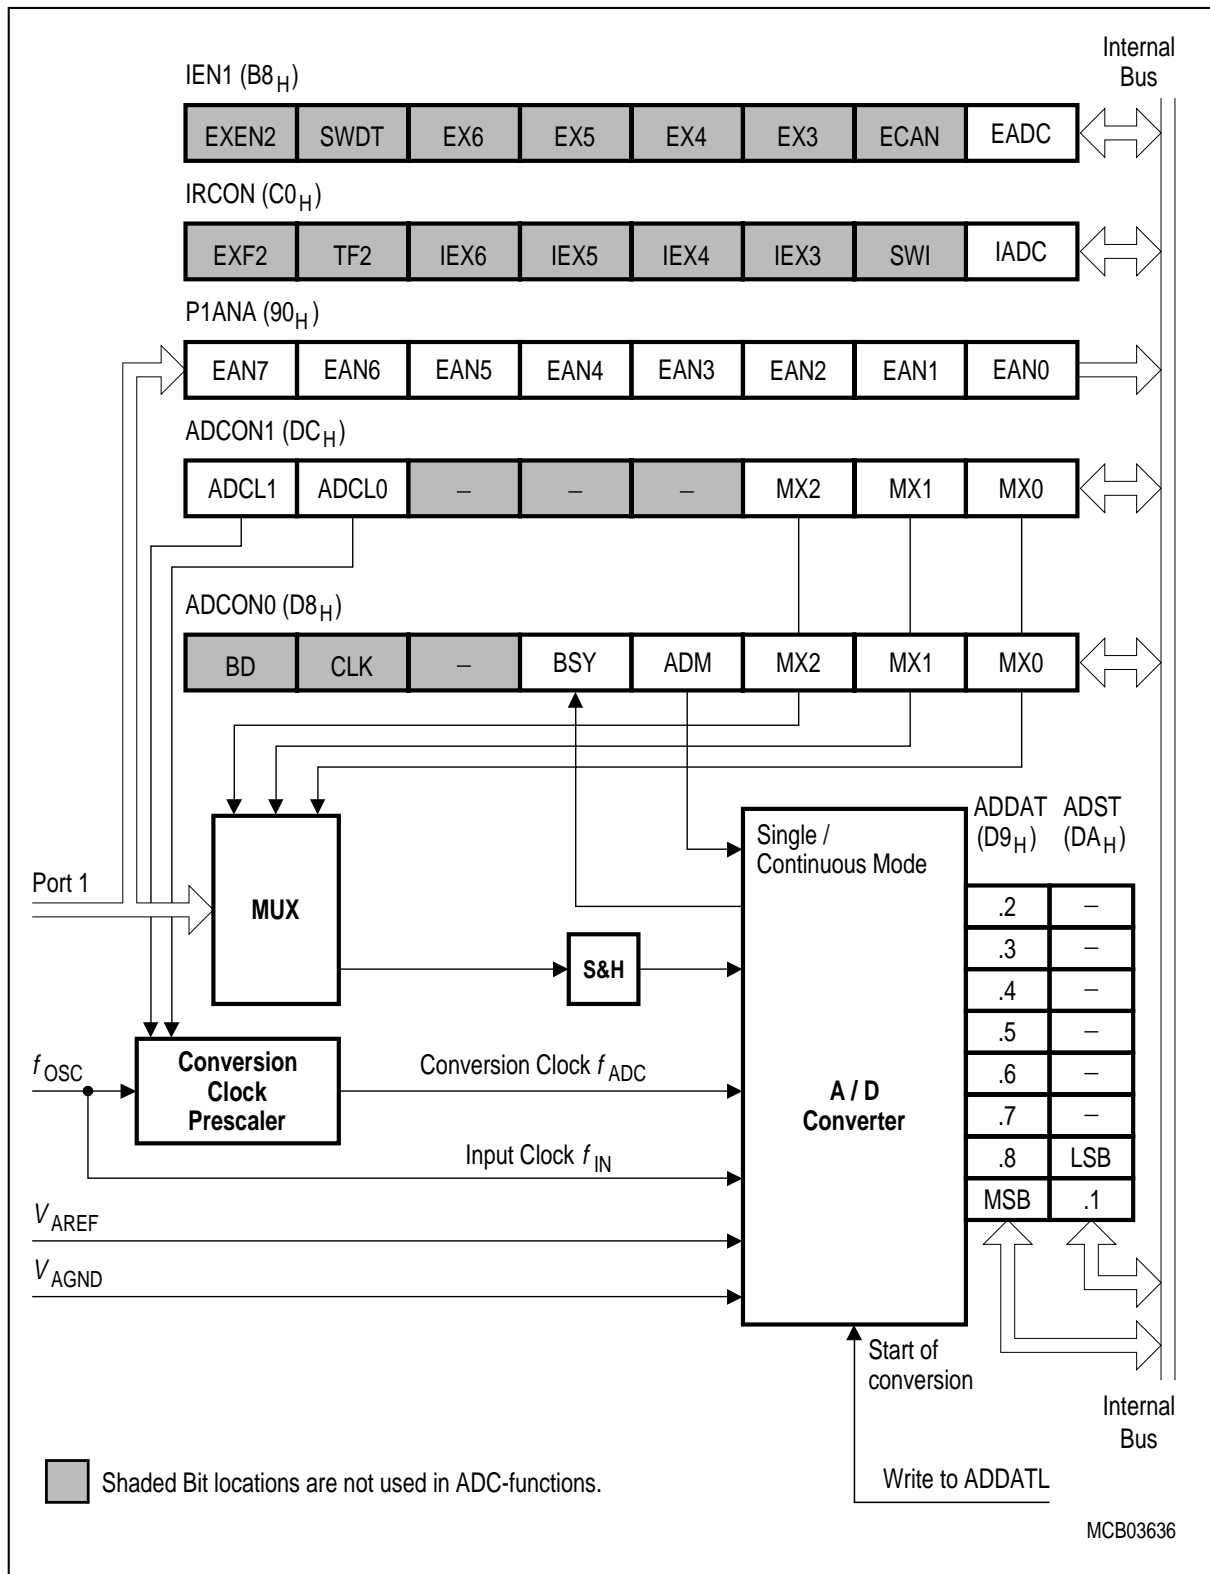 Internal
Bus
IEN1 (B8H)
EXEN2 SWDT EX6 EX5 EX4 EX3 ECAN EADC
IRCON (C0H)
EXF2 TF2 IEX6 IEX5 IEX4 IEX3 SWI IADC
P1ANA (90H)
EAN7 EAN6 EAN5 EAN4 EAN3 EAN2 EAN1 EAN0
ADCON1 (DCH)
ADCL1 ADCL0 – – – MX2 MX1 MX0
ADCON0 (D8H)
BD CLK – BSY ADM MX2 MX1 MX0
ADDAT ADST
(D9H) (DAH)
Single /
Continuous Mode
Port 1
MUX
S&H
.2 –
.3 –
.4 –
.5 –
.6 –
.7 –
.8 LSB
MSB .1
fOSC
Conversion
Clock
Prescaler
Conversion Clock fADC
A / D
Converter
Input Clock fIN
VAREF
VAGND
Start of
conversion
Internal
Bus
Shaded Bit locations are not used in ADC-functions.
Write to ADDATL
MCB03636